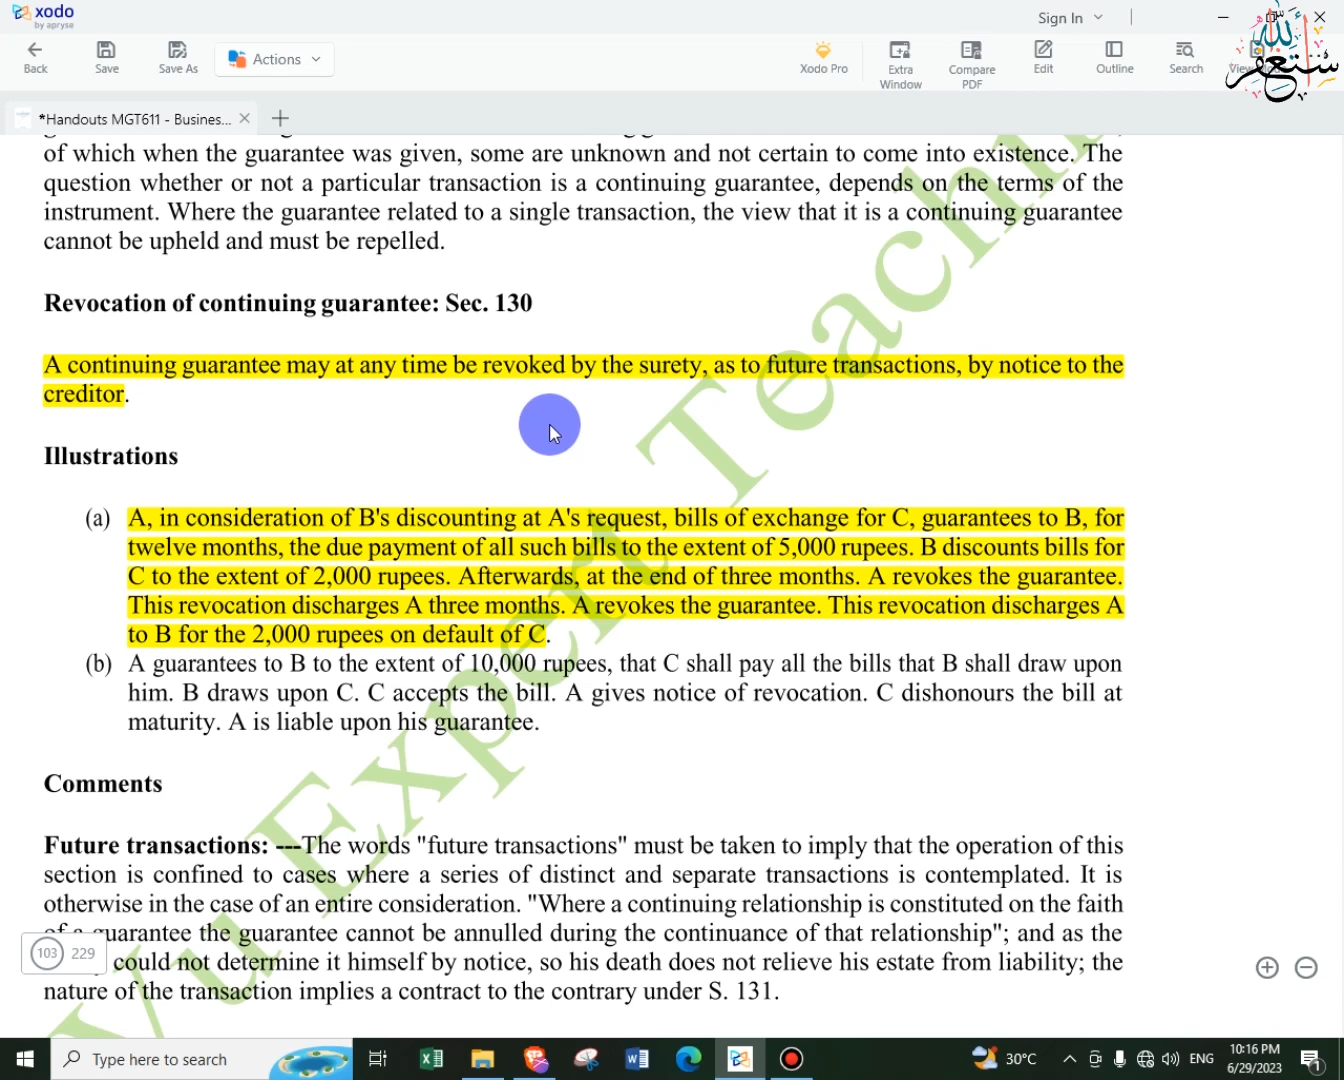 xodo
by apryse
Sign In
Back
Save
Save As
Actions
Xodo Pro
Extra Window
Compare PDF
Edit
Outline
Search
View
أستغفر الله
*Handouts MGT611 - Busines...
of which when the guarantee was given, some are unknown and not certain to come into existence. The
question whether or not a particular transaction is a continuing guarantee, depends on the terms of the
instrument. Where the guarantee related to a single transaction, the view that it is a continuing guarantee
cannot be upheld and must be repelled.
Revocation of continuing guarantee: Sec. 130
A continuing guarantee may at any time be revoked by the surety, as to future transactions, by notice to the
creditor.
Illustrations
(a) A, in consideration of B's discounting at A's request, bills of exchange for C, guarantees to B, for
twelve months, the due payment of all such bills to the extent of 5,000 rupees. B discounts bills for
C to the extent of 2,000 rupees. Afterwards, at the end of three months. A revokes the guarantee.
This revocation discharges A three months. A revokes the guarantee. This revocation discharges A
to B for the 2,000 rupees on default of C.
(b) A guarantees to B to the extent of 10,000 rupees, that C shall pay all the bills that B shall draw upon
him. B draws upon C. C accepts the bill. A gives notice of revocation. C dishonours the bill at
maturity. A is liable upon his guarantee.
Comments
Future transactions: ---The words "future transactions" must be taken to imply that the operation of this
section is confined to cases where a series of distinct and separate transactions is contemplated. It is
otherwise in the case of an entire consideration. "Where a continuing relationship is constituted on the faith
guarantee the guarantee cannot be annulled during the continuance of that relationship"; and as the
could not determine it himself by notice, so his death does not relieve his estate from liability; the
nature of the transaction implies a contract to the contrary under S. 131.
103 229
Vu Expert Teachi
Type here to search
30°C
ENG
10:16 PM
6/29/2023
1